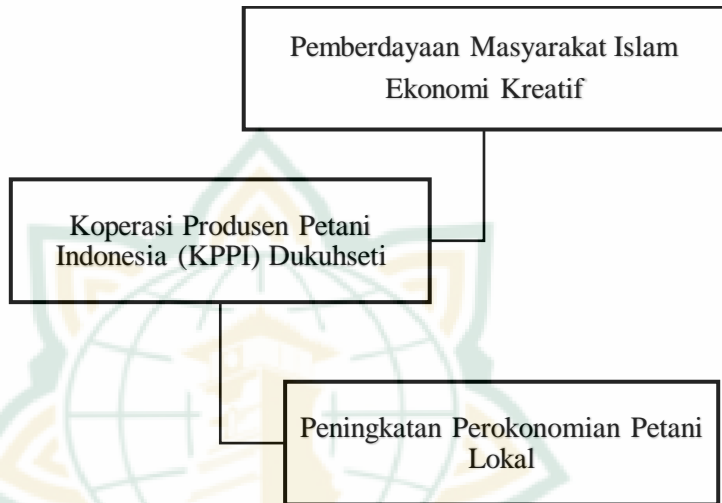 Pemberdayaan Masyarakat Islam
Ekonomi Kreatif
Koperasi Produsen Petani
Indonesia (KPPI) Dukuhseti
Peningkatan Perokonomian Petani
Lokal